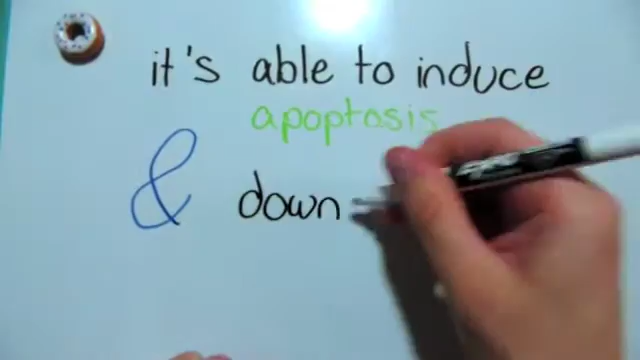 it's able to induce
apoptosis
& down